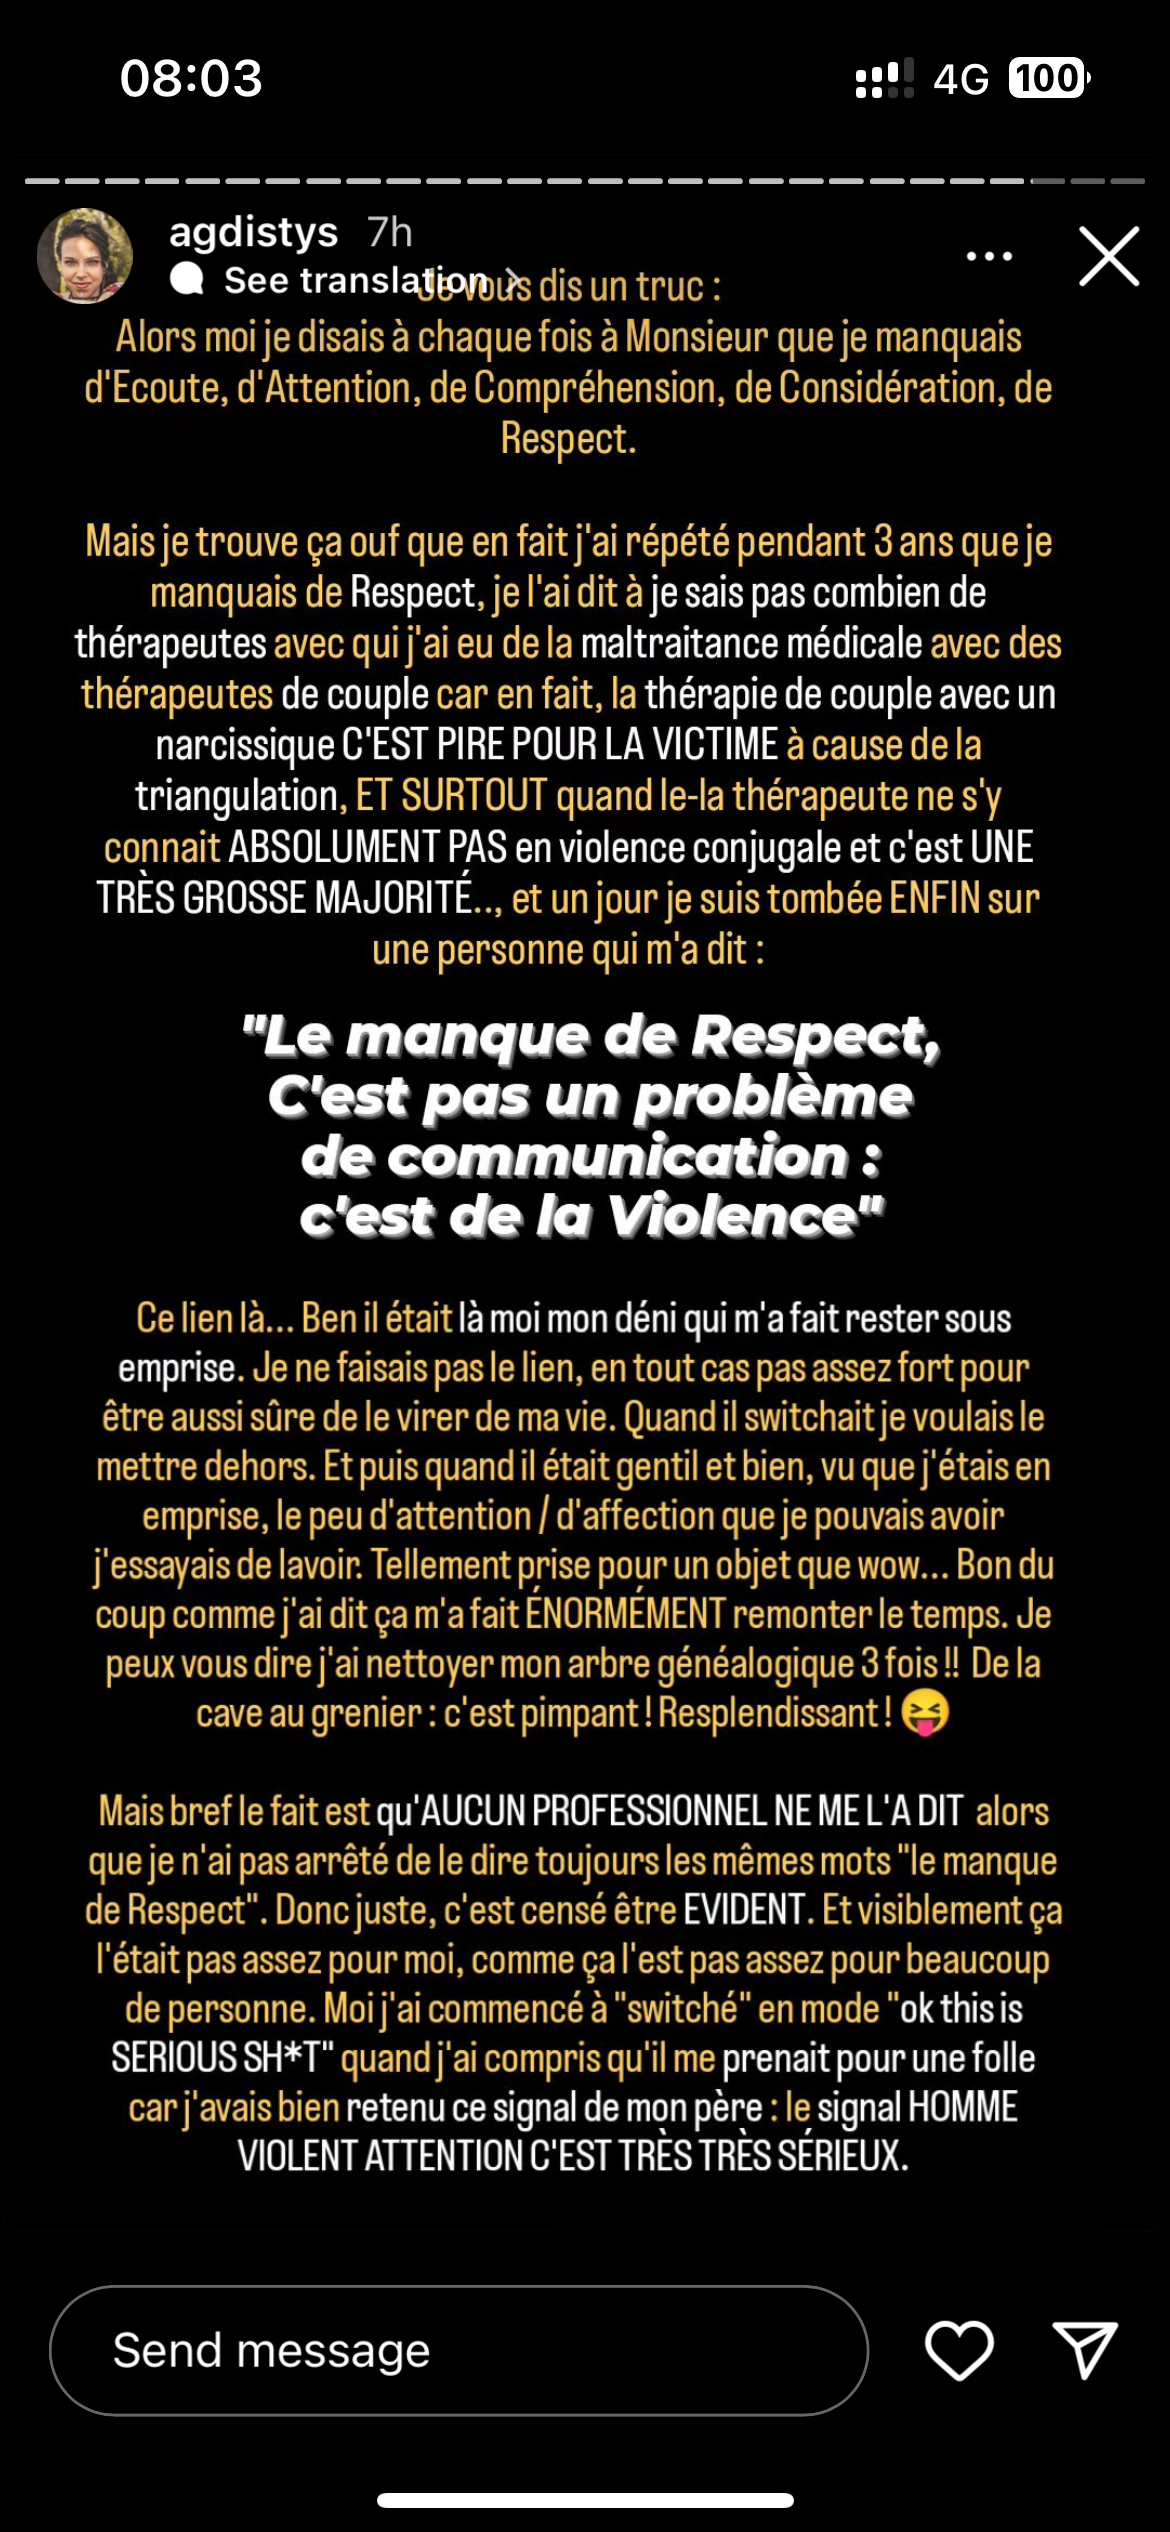 08:03
4G 100
agdistys 7h
See translation
Je vous dis un truc :
Alors moi je disais à chaque fois à Monsieur que je manquais
d'Ecoute, d'Attention, de Compréhension, de Considération, de
Respect.
Mais je trouve ça ouf que en fait j'ai répété pendant 3 ans que je
manquais de Respect, je l'ai dit à je sais pas combien de
thérapeutes avec qui j'ai eu de la maltraitance médicale avec des
thérapeutes de couple car en fait, la thérapie de couple avec un
narcissique C'EST PIRE POUR LA VICTIME à cause de la
triangulation, ET SURTOUT quand le-la thérapeute ne s'y
connait ABSOLUMENT PAS en violence conjugale et c'est UNE
TRÈS GROSSE MAJORITÉ.., et un jour je suis tombée ENFIN sur
une personne qui m'a dit :
"Le manque de Respect,
C'est pas un problème
de communication :
c'est de la Violence"
Ce lien là... Ben il était là moi mon déni qui m'a fait rester sous
emprise. Je ne faisais pas le lien, en tout cas pas assez fort pour
être aussi sûre de le virer de ma vie. Quand il switchait je voulais le
mettre dehors. Et puis quand il était gentil et bien, vu que j'étais en
emprise, le peu d'attention / d'affection que je pouvais avoir
j'essayais de lavoir. Tellement prise pour un objet que wow... Bon du
coup comme j'ai dit ça m'a fait ÉNORMÉMENT remonter le temps. Je
peux vous dire j'ai nettoyer mon arbre généalogique 3 fois !! De la
cave au grenier : c'est pimpant ! Resplendissant ! 😝
Mais bref le fait est qu'AUCUN PROFESSIONNEL NE ME L'A DIT alors
que je n'ai pas arrêté de le dire toujours les mêmes mots "le manque
de Respect". Donc juste, c'est censé être EVIDENT. Et visiblement ça
l'était pas assez pour moi, comme ça l'est pas assez pour beaucoup
de personne. Moi j'ai commencé à "switché" en mode "ok this is
SERIOUS SH*T" quand j'ai compris qu'il me prenait pour une folle
car j'avais bien retenu ce signal de mon père : le signal HOMME
VIOLENT ATTENTION C'EST TRÈS TRÈS SÉRIEUX.
Send message